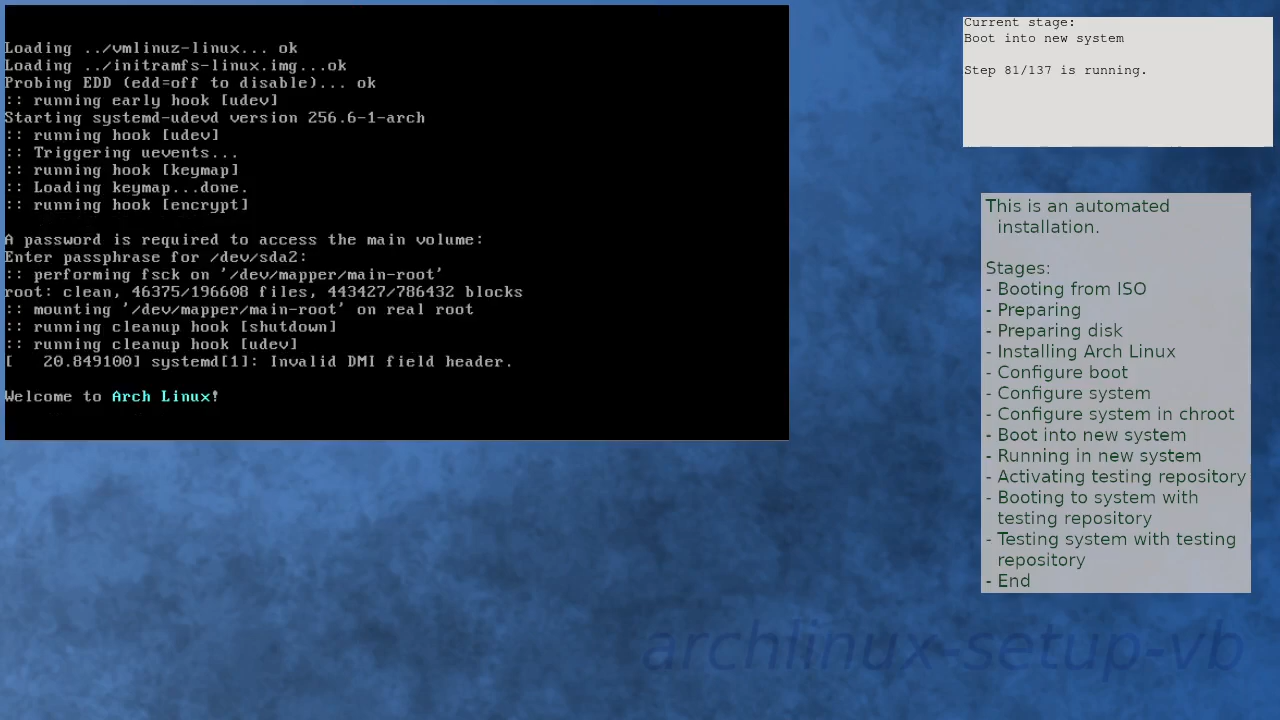 Loading ../vmlinuz-linux... ok
Loading ../initramfs-linux.img...ok
Probing EDD (edd=off to disable)... ok
:: running early hook [udev]
Starting systemd-udevd version 256.6-1-arch
:: running hook [udev]
:: Triggering uevents...
:: running hook [keymap]
:: Loading keymap...done.
:: running hook [encrypt]
A password is required to access the main volume:
Enter passphrase for /dev/sda2:
:: performing fsck on '/dev/mapper/main-root'
root: clean, 46375/196608 files, 443427/786432 blocks
:: mounting '/dev/mapper/main-root' on real root
:: running cleanup hook [shutdown]
:: running cleanup hook [udev]
[   20.849100] systemd[1]: Invalid DMI field header.
Welcome to Arch Linux!
Current stage:
Boot into new system
Step 81/137 is running.
This is an automated
installation.
Stages:
- Booting from ISO
- Preparing
- Preparing disk
- Installing Arch Linux
- Configure boot
- Configure system
- Configure system in chroot
- Boot into new system
- Running in new system
- Activating testing repository
- Booting to system with
testing repository
- Testing system with testing
repository
- End
archlinux-setup-vb